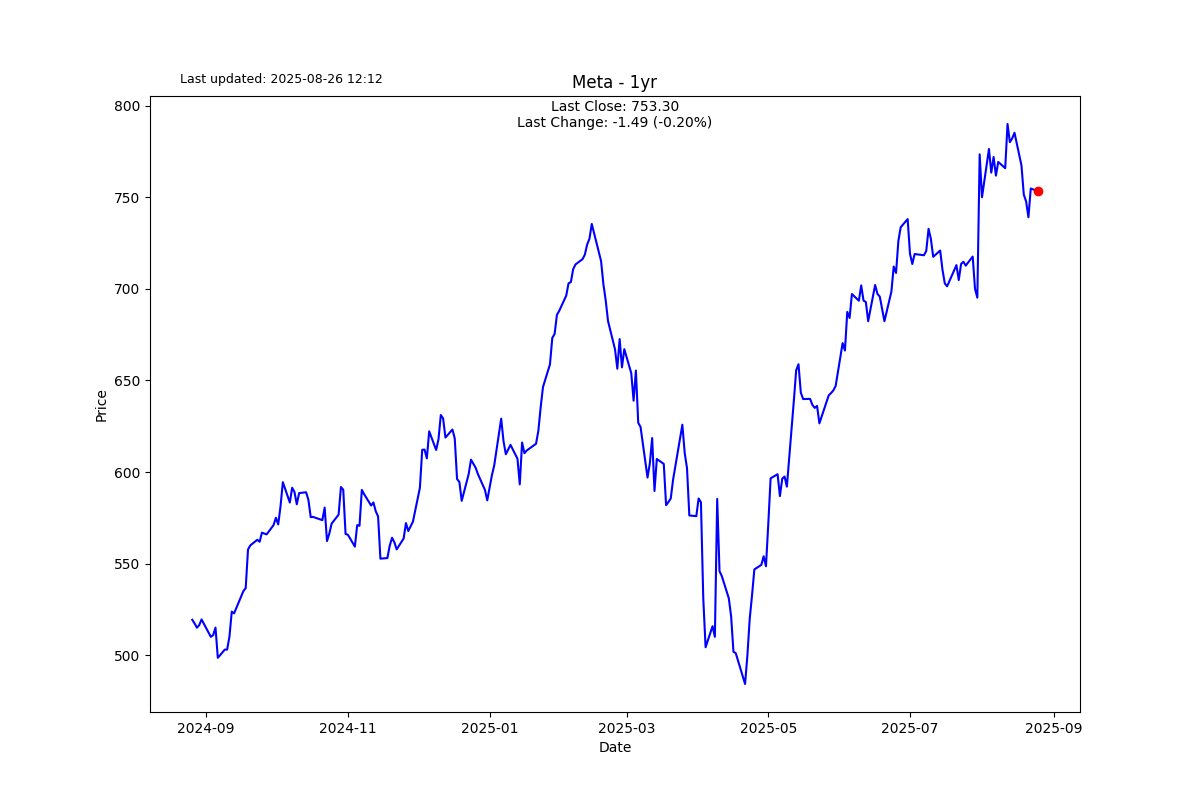 Last updated: 2025-08-26 12:12
Meta - 1yr
Last Close: 753.30
Last Change: -1.49 (-0.20%)
800
750
700
650
600
550
500
Price
2024-09
2024-11
2025-01
2025-03
2025-05
2025-07
2025-09
Date